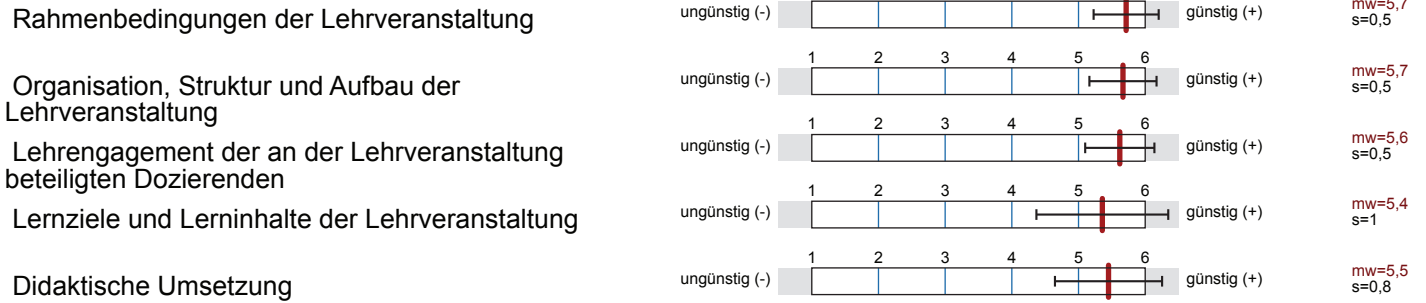 Rahmenbedingungen der Lehrveranstaltung
ungünstig (-)
günstig (+)
mw=5,7
s=0,5
1 2 3 4 5 6
Organisation, Struktur und Aufbau der
Lehrveranstaltung
ungünstig (-)
günstig (+)
mw=5,7
s=0,5
1 2 3 4 5 6
Lehrengagement der an der Lehrveranstaltung
beteiligten Dozierenden
ungünstig (-)
günstig (+)
mw=5,6
s=0,5
1 2 3 4 5 6
Lernziele und Lerninhalte der Lehrveranstaltung
ungünstig (-)
günstig (+)
mw=5,4
s=1
1 2 3 4 5 6
Didaktische Umsetzung
ungünstig (-)
günstig (+)
mw=5,5
s=0,8